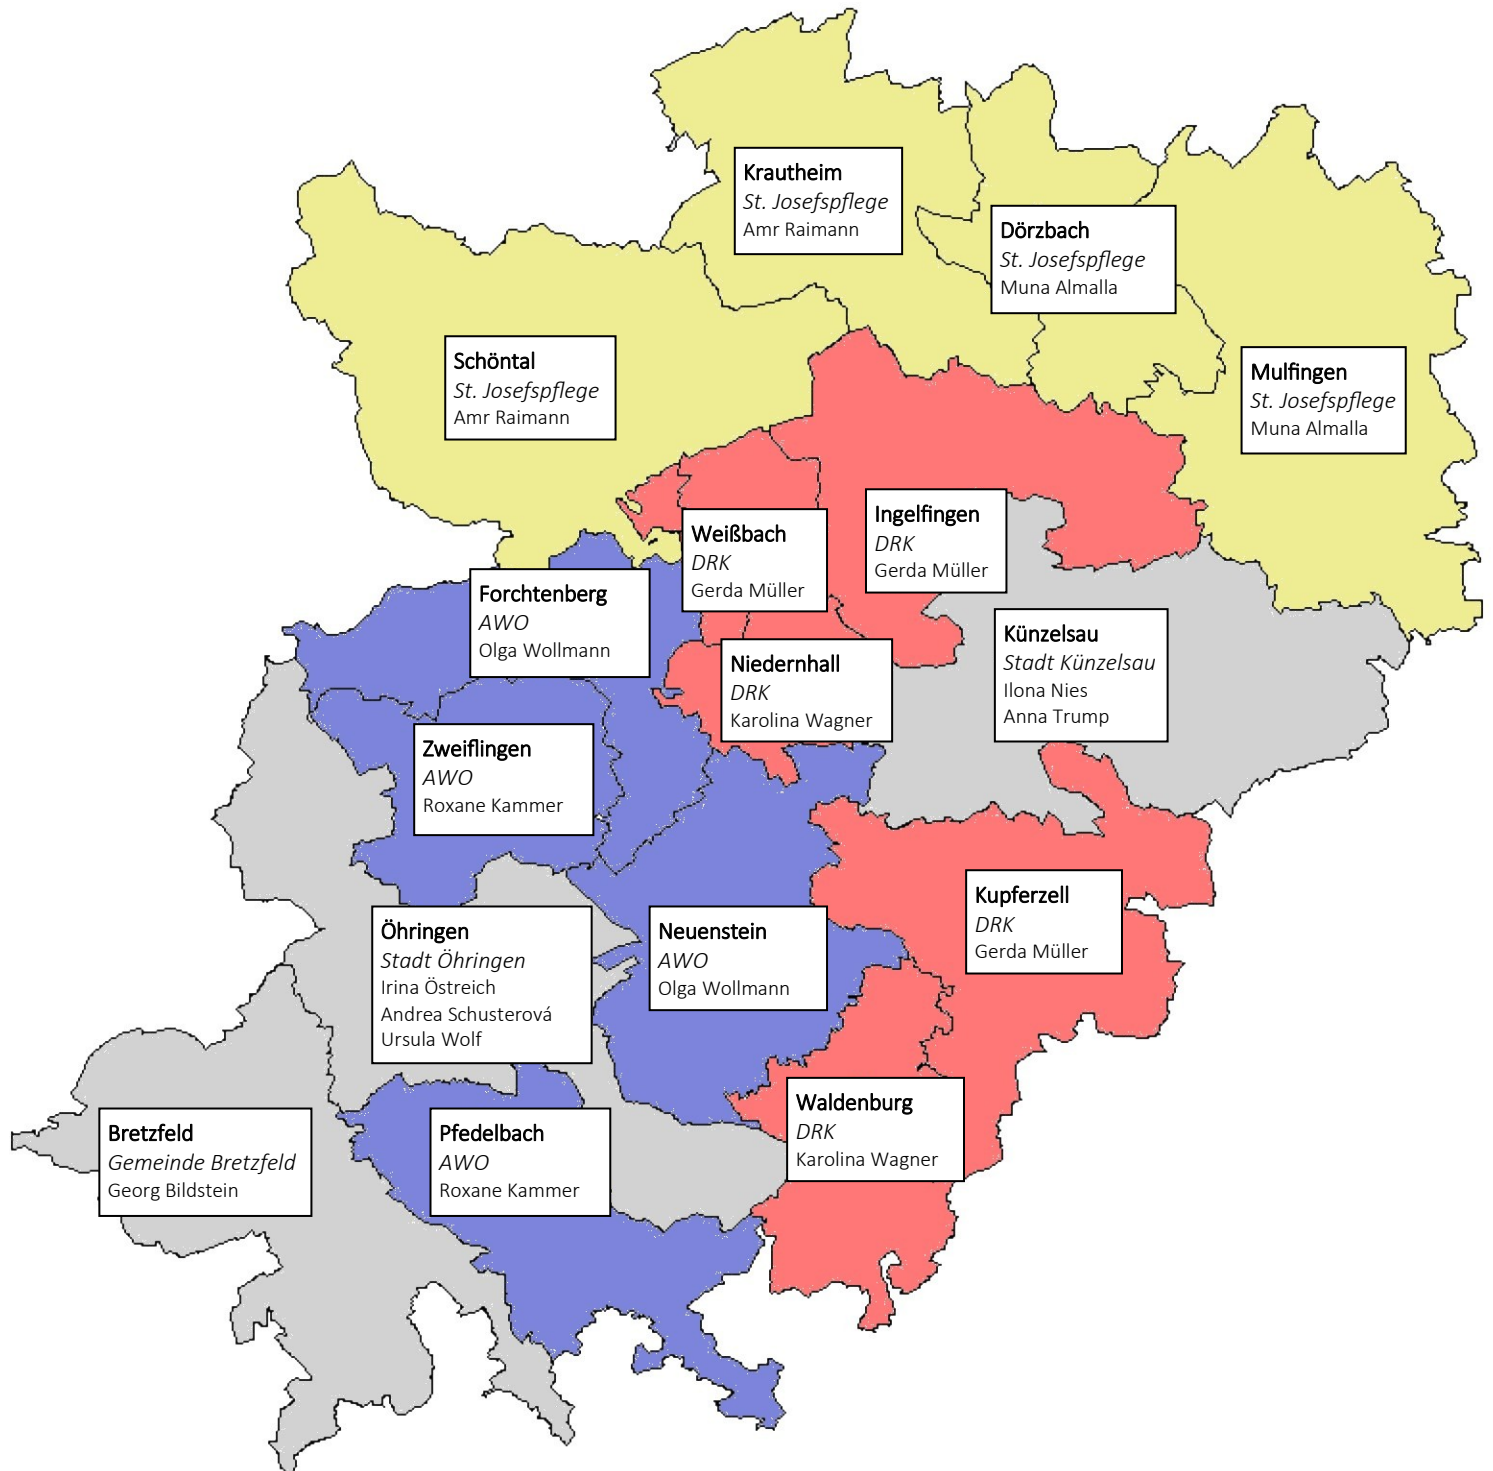 Krautheim
St. Josefspflege
Amr Raimann
Dörzbach
St. Josefspflege
Muna Almalla
Schöntal
St. Josefspflege
Amr Raimann
Mulfingen
St. Josefspflege
Muna Almalla
Ingelfingen
DRK
Gerda Müller
Weißbach
DRK
Gerda Müller
Forchtenberg
AWO
Olga Wollmann
Künzelsau
Stadt Künzelsau
Ilona Nies
Anna Trump
Niedernhall
DRK
Karolina Wagner
Zweiflingen
AWO
Roxane Kammer
Kupferzell
DRK
Gerda Müller
Öhringen
Stadt Öhringen
Irina Östreich
Andrea Schusterová
Ursula Wolf
Neuenstein
AWO
Olga Wollmann
Waldenburg
DRK
Karolina Wagner
Bretzfeld
Gemeinde Bretzfeld
Georg Bildstein
Pfedelbach
AWO
Roxane Kammer